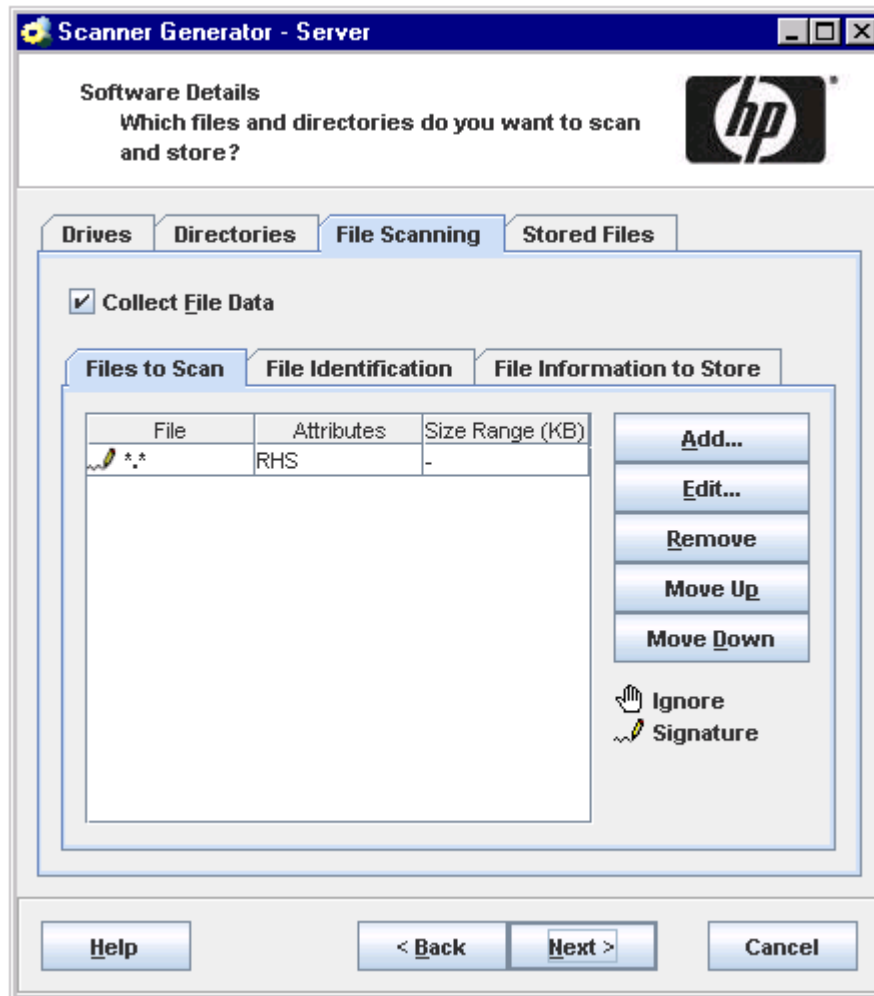 Scanner Generator - Server
Software Details
Which files and directories do you want to scan
and store?
hp
Drives Directories File Scanning Stored Files
Collect File Data
Files to Scan File Identification File Information to Store
File Attributes Size Range (KB)
*.* RHS -
Add...
Edit...
Remove
Move Up
Move Down
Ignore
Signature
Help < Back Next > Cancel